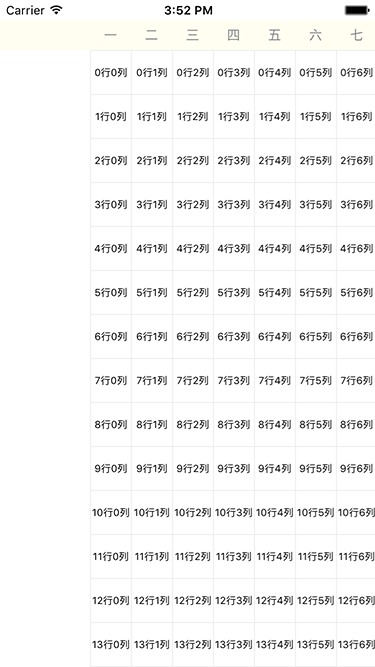 Carrier 3:52 PM
一 二 三 四 五 六 七
0行0列 0行1列 0行2列 0行3列 0行4列 0行5列 0行6列
1行0列 1行1列 1行2列 1行3列 1行4列 1行5列 1行6列
2行0列 2行1列 2行2列 2行3列 2行4列 2行5列 2行6列
3行0列 3行1列 3行2列 3行3列 3行4列 3行5列 3行6列
4行0列 4行1列 4行2列 4行3列 4行4列 4行5列 4行6列
5行0列 5行1列 5行2列 5行3列 5行4列 5行5列 5行6列
6行0列 6行1列 6行2列 6行3列 6行4列 6行5列 6行6列
7行0列 7行1列 7行2列 7行3列 7行4列 7行5列 7行6列
8行0列 8行1列 8行2列 8行3列 8行4列 8行5列 8行6列
9行0列 9行1列 9行2列 9行3列 9行4列 9行5列 9行6列
10行0列 10行1列 10行2列 10行3列 10行4列 10行5列 10行6列
11行0列 11行1列 11行2列 11行3列 11行4列 11行5列 11行6列
12行0列 12行1列 12行2列 12行3列 12行4列 12行5列 12行6列
13行0列 13行1列 13行2列 13行3列 13行4列 13行5列 13行6列